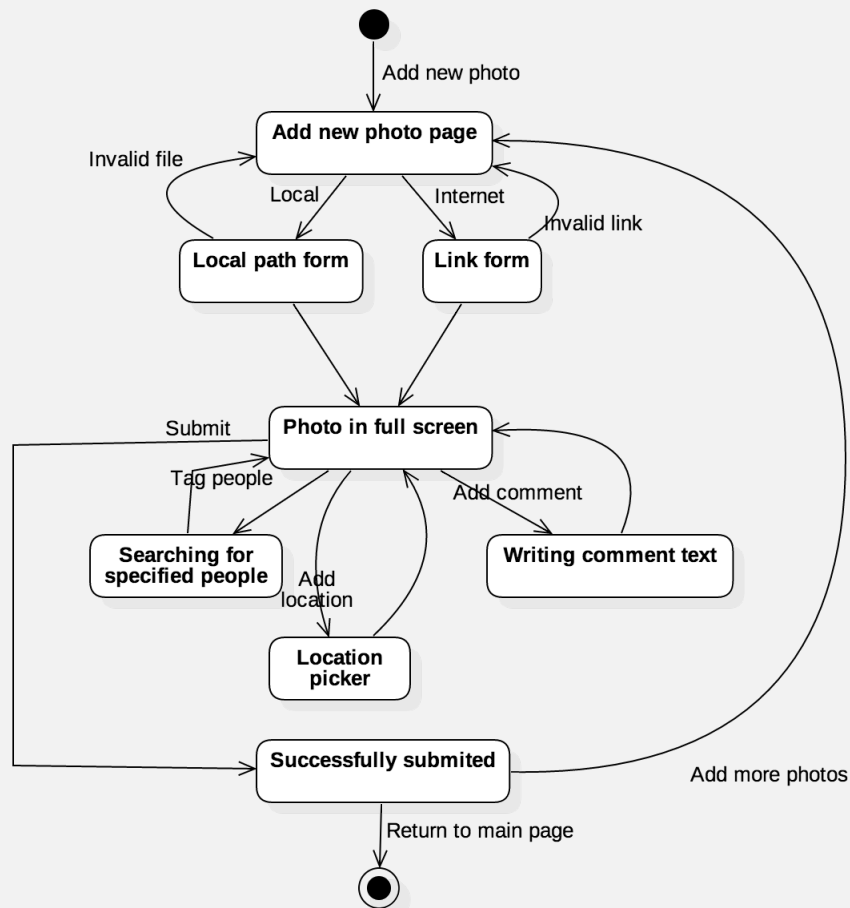 Add new photo
Add new photo page
Invalid file
Local
Internet
Invalid link
Local path form
Link form
Submit
Photo in full screen
Tag people
Add comment
Searching for
specified people
Writing comment text
Add
location
Location
picker
Successfully submited
Add more photos
Return to main page